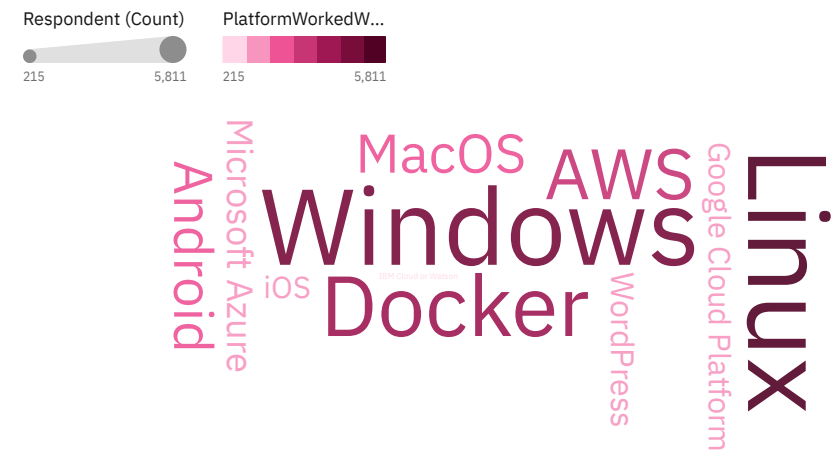 Respondent (Count)
PlatformWorkedW...
215
5,811
215
5,811
MacOS
AWS
Windows
Docker
iOS
IBM Cloud or Watson
Android
Microsoft Azure
WordPress
Google Cloud Platform
Linux